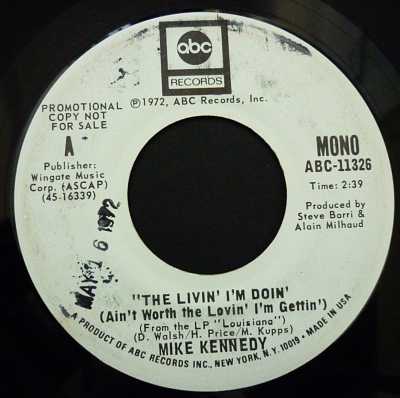 abc
RECORDS
℗1972, ABC Records, Inc.
PROMOTIONAL
COPY NOT
FOR SALE
A
Publisher:
Wingate Music
Corp. (ASCAP)
(45-16339)
MONO
ABC-11326
Time: 2:39
Produced by
Steve Barri &
Alain Milhaud
MAY 16 1972
"THE LIVIN' I'M DOIN'
(Ain't Worth the Lovin' I'm Gettin')
(From the LP "Louisiana")
(D. Walsh/H. Price/M. Kupps)
MIKE KENNEDY
A PRODUCT OF ABC RECORDS INC., NEW YORK, N.Y. 10019 • MADE IN USA